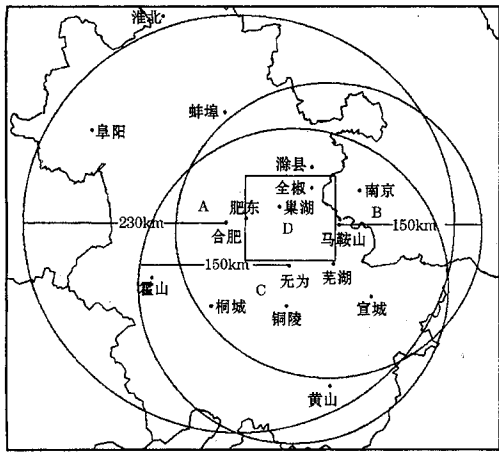 淮北
蚌埠
阜阳
滁县
全椒
南京
A
肥东
巢湖
B
230km
合肥
D
马鞍山
150km
150km
无为
芜湖
霍山
C
桐城
铜陵
宣城
黄山